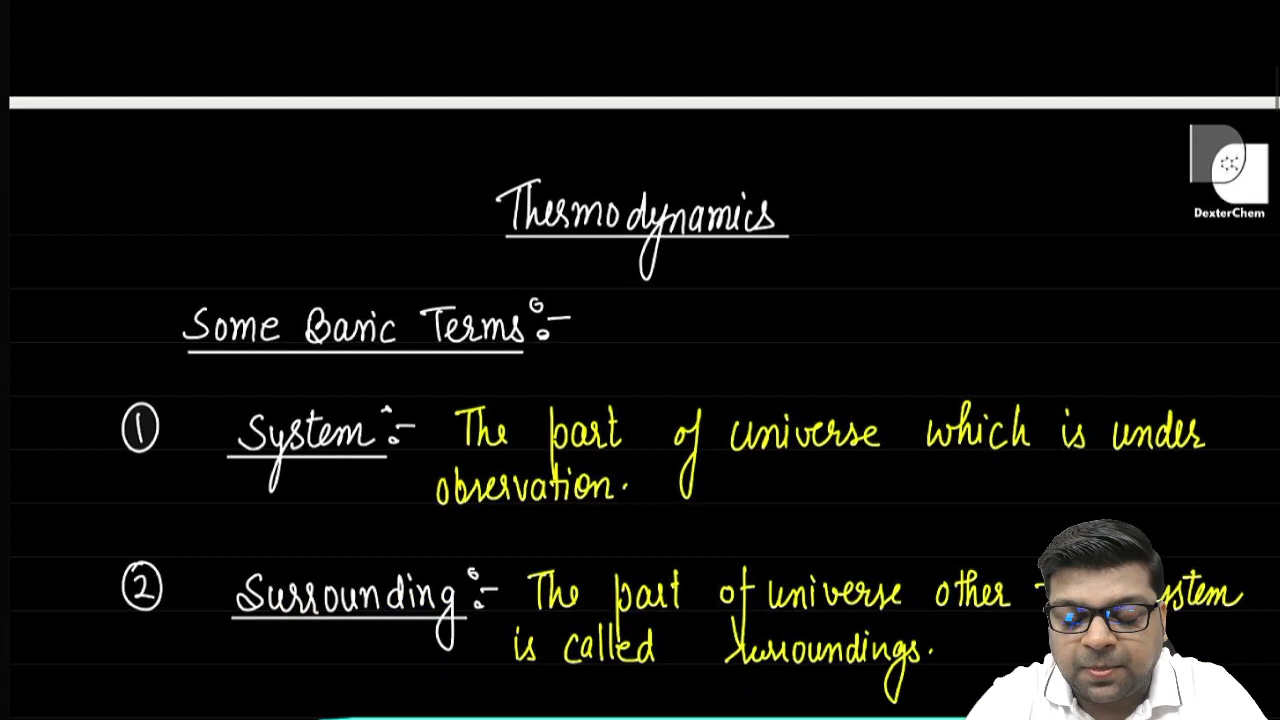 DexterChem
Thermodynamics
Some Basic Terms:-
① System:- The part of universe which is under
observation.
② Surrounding:- The part of universe other
is called surroundings.